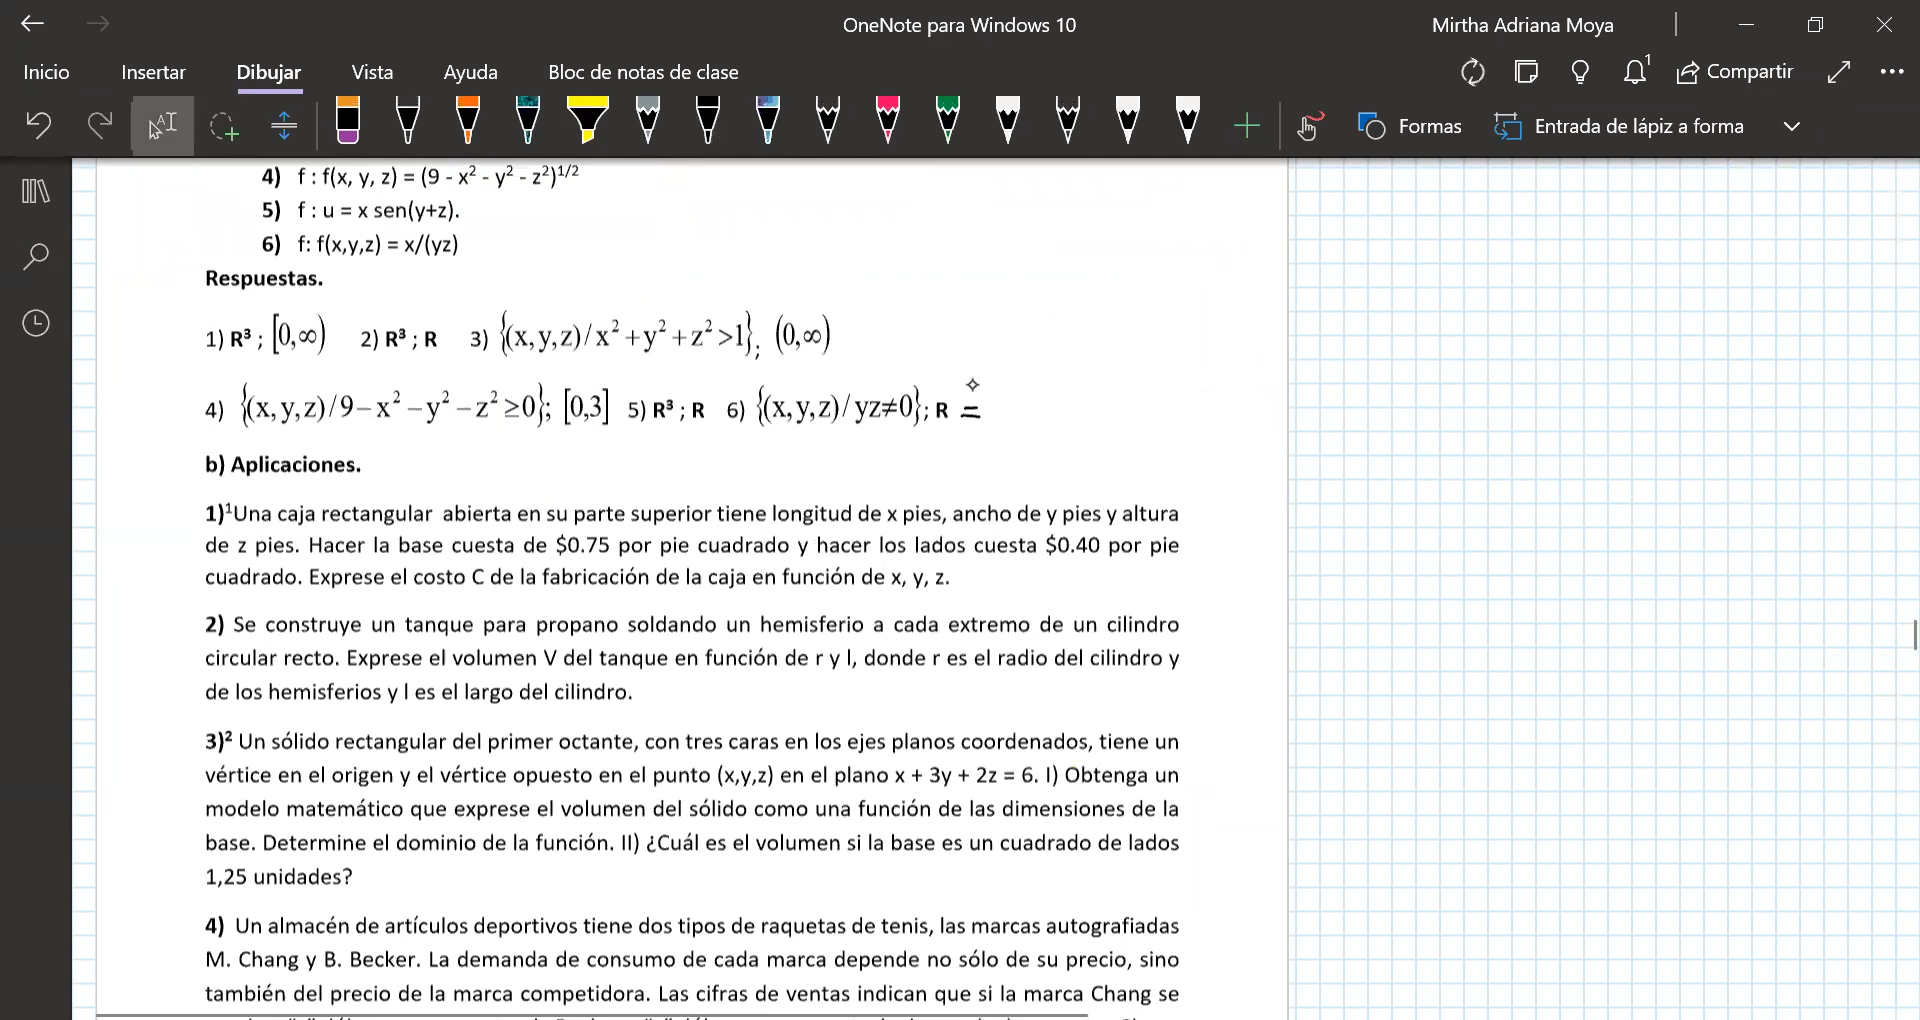 OneNote para Windows 10
Mirtha Adriana Moya
Inicio Insertar Dibujar Vista Ayuda Bloc de notas de clase
1 Compartir
Formas Entrada de lápiz a forma
4) f : f(x, y, z) = (9 - x² - y² - z²)^1/2
5) f : u = x sen(y+z).
6) f: f(x,y,z) = x/(yz)
Respuestas.
1) R³ ; [0,∞) 2) R³ ; R 3) {(x,y,z)/x²+y²+z²>1}; (0,∞)
4) {(x,y,z)/9-x²-y²-z²≥0}; [0,3] 5) R³ ; R 6) {(x,y,z)/yz≠0}; R =
b) Aplicaciones.
1)¹Una caja rectangular abierta en su parte superior tiene longitud de x pies, ancho de y pies y altura
de z pies. Hacer la base cuesta de $0.75 por pie cuadrado y hacer los lados cuesta $0.40 por pie
cuadrado. Exprese el costo C de la fabricación de la caja en función de x, y, z.
2) Se construye un tanque para propano soldando un hemisferio a cada extremo de un cilindro
circular recto. Exprese el volumen V del tanque en función de r y l, donde r es el radio del cilindro y
de los hemisferios y l es el largo del cilindro.
3)² Un sólido rectangular del primer octante, con tres caras en los ejes planos coordenados, tiene un
vértice en el origen y el vértice opuesto en el punto (x,y,z) en el plano x + 3y + 2z = 6. I) Obtenga un
modelo matemático que exprese el volumen del sólido como una función de las dimensiones de la
base. Determine el dominio de la función. II) ¿Cuál es el volumen si la base es un cuadrado de lados
1,25 unidades?
4) Un almacén de artículos deportivos tiene dos tipos de raquetas de tenis, las marcas autografiadas
M. Chang y B. Becker. La demanda de consumo de cada marca depende no sólo de su precio, sino
también del precio de la marca competidora. Las cifras de ventas indican que si la marca Chang se